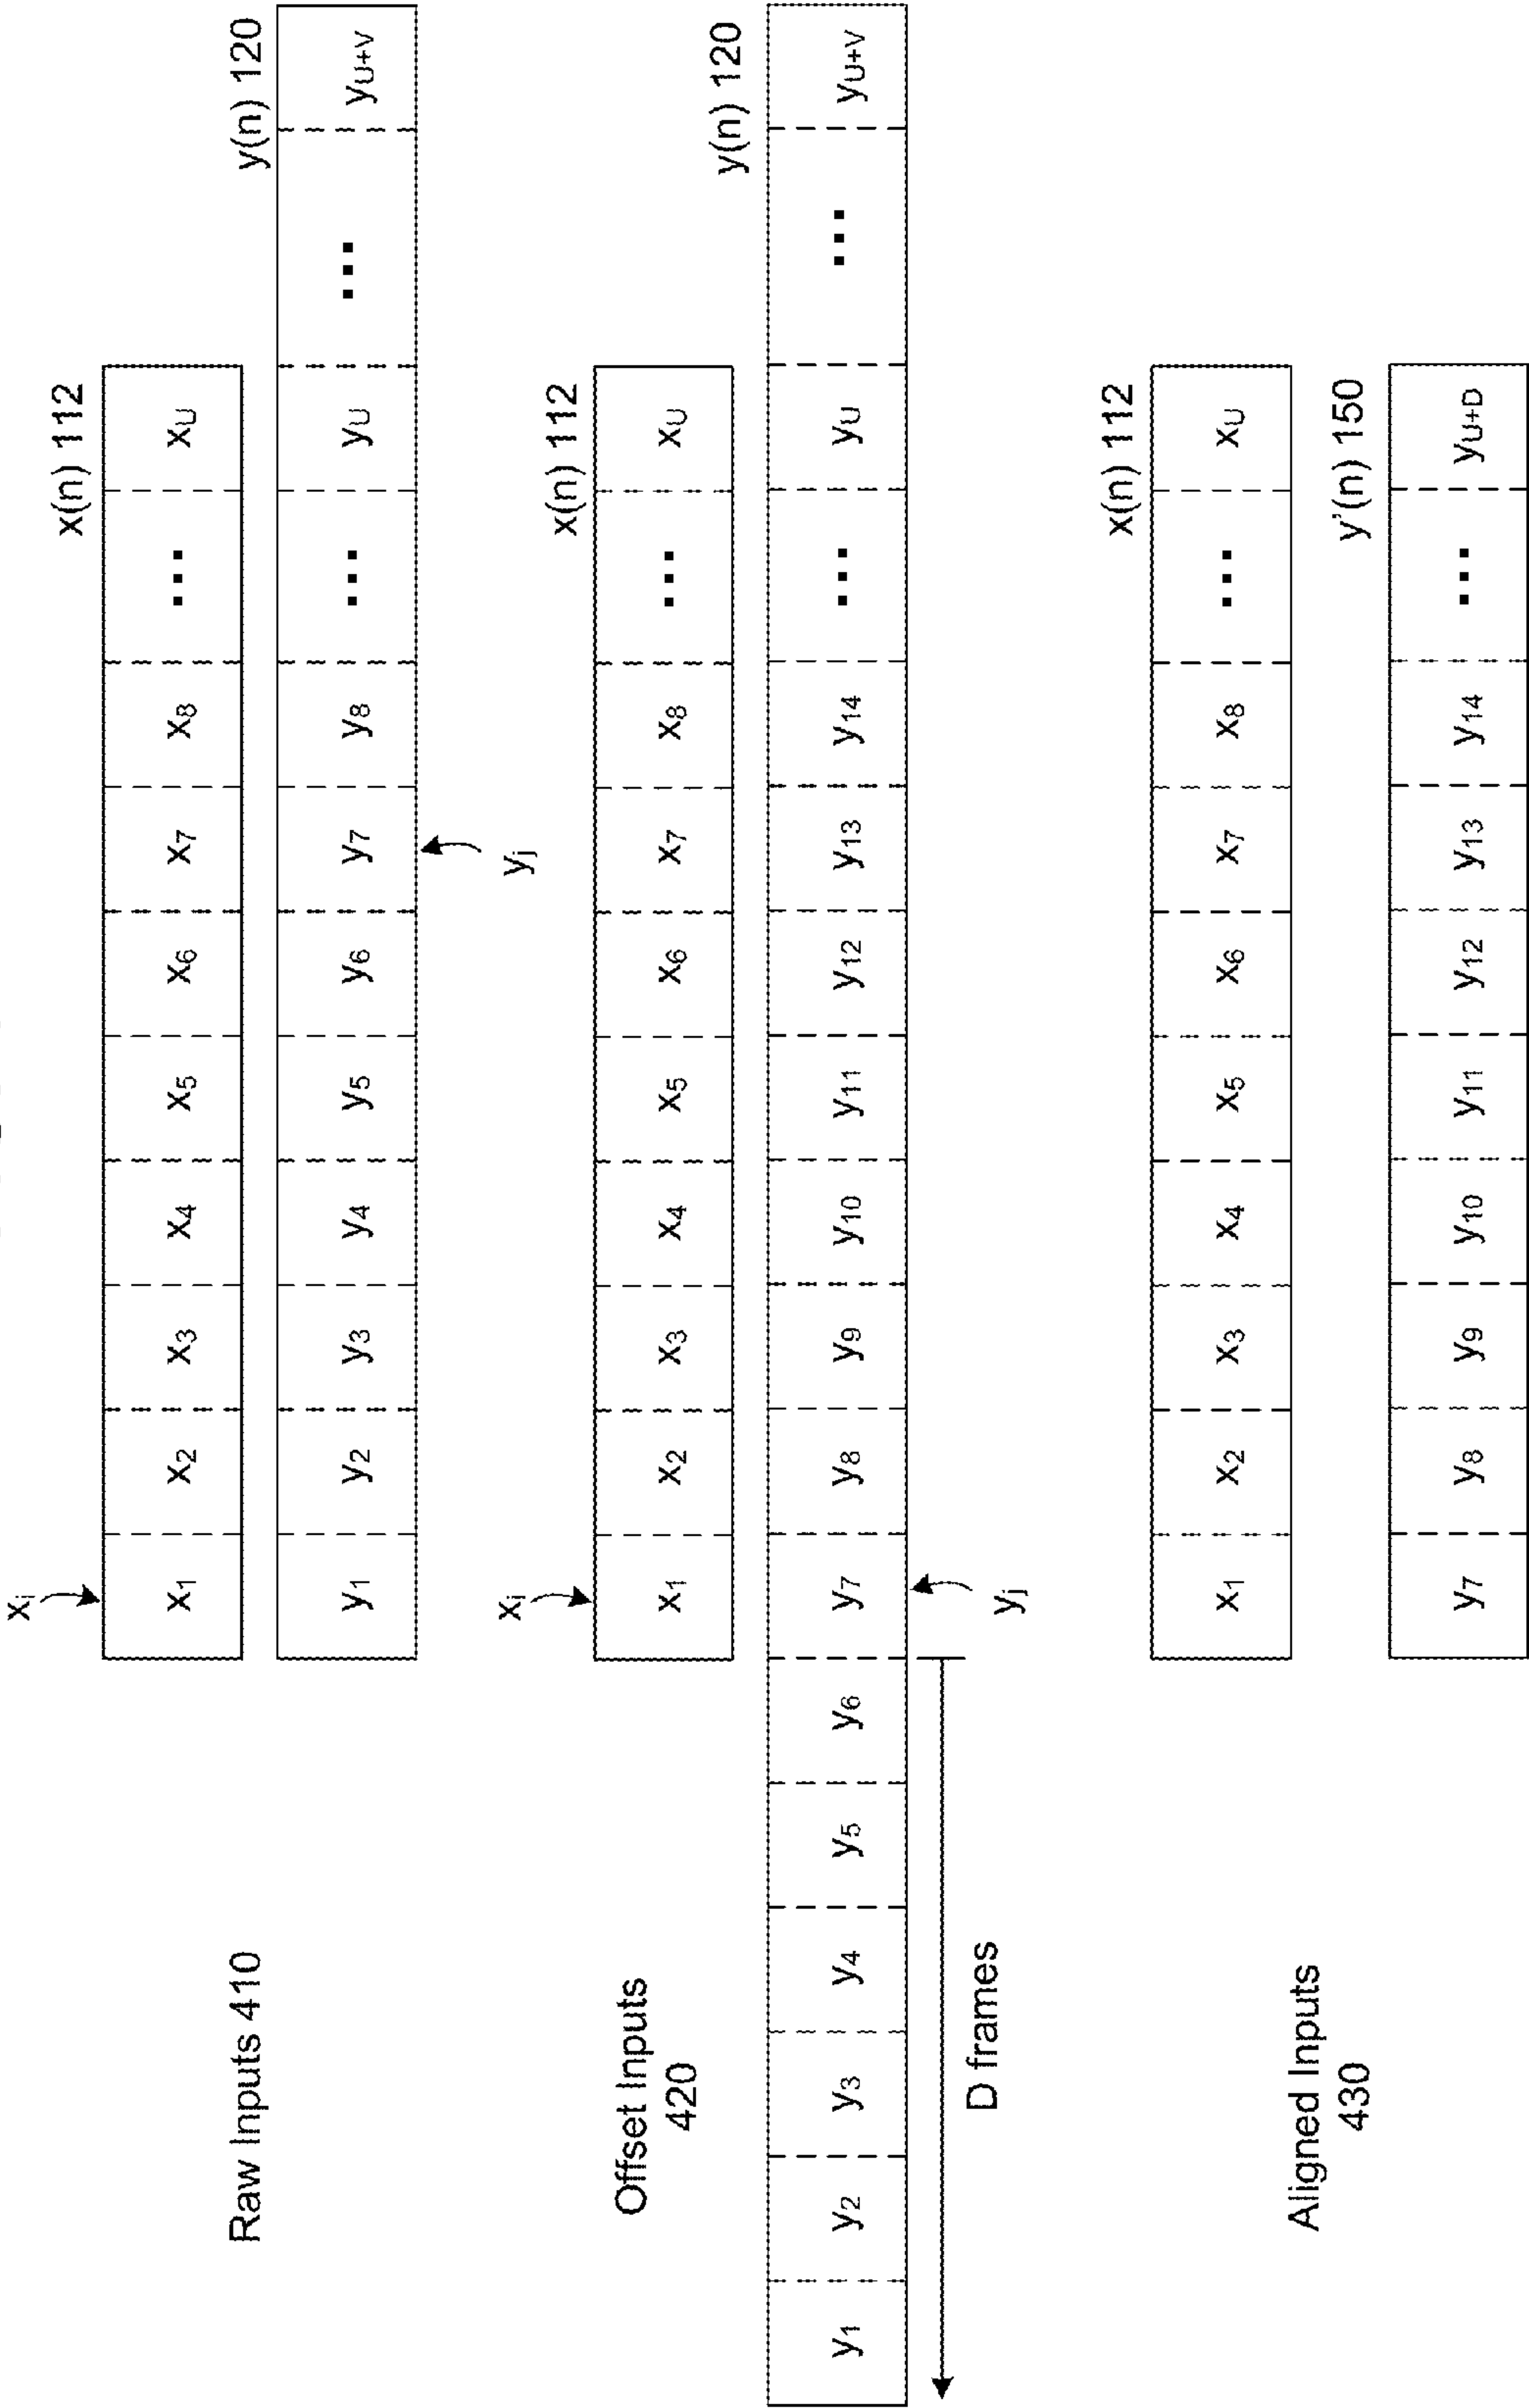 x(n) 112
xi
x1 x2 x3 x4 x5 x6 x7 x8 ... xU
y(n) 120
Raw Inputs 410
y1 y2 y3 y4 y5 y6 y7 y8 ... yU ... yU+V
yj
x(n) 112
xi
x1 x2 x3 x4 x5 x6 x7 x8 ... xU
Offset Inputs
420
y(n) 120
y1 y2 y3 y4 y5 y6 y7 y8 y9 y10 y11 y12 y13 y14 ... yU ... yU+V
yj
D frames
x(n) 112
x1 x2 x3 x4 x5 x6 x7 x8 ... xU
Aligned Inputs
430
y'(n) 150
y7 y8 y9 y10 y11 y12 y13 y14 ... yU+D